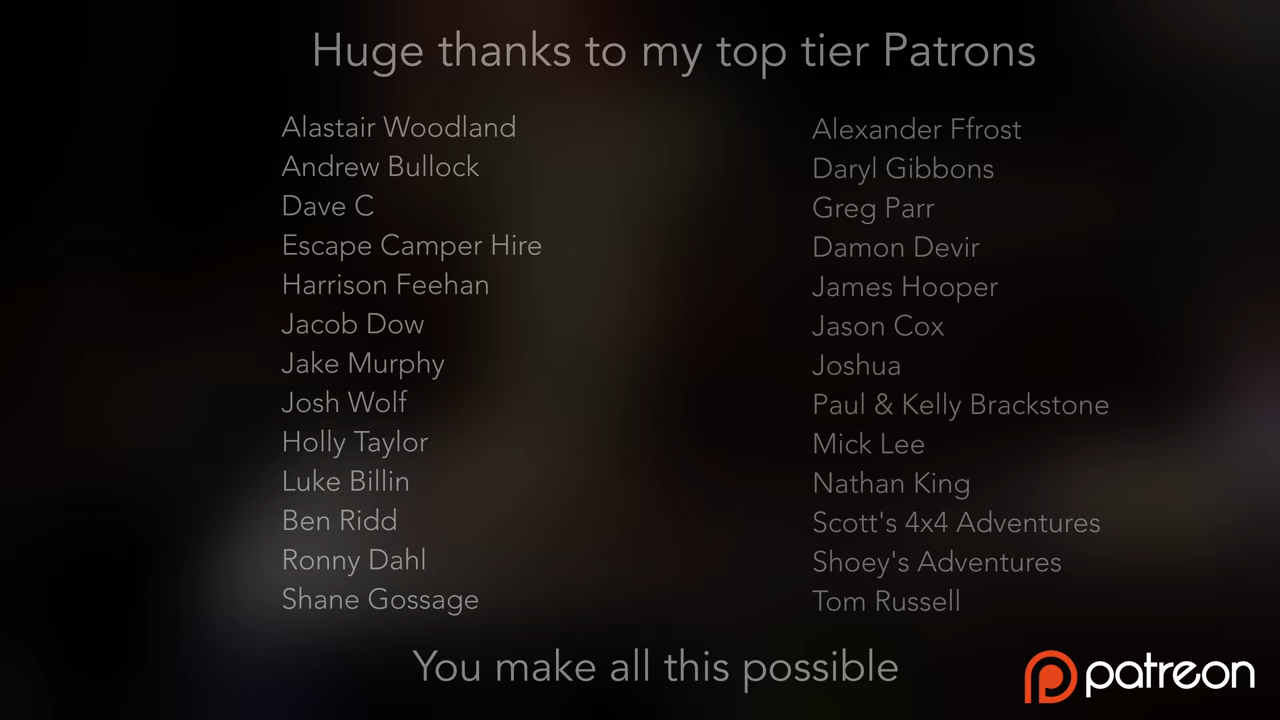 Huge thanks to my top tier Patrons
Alastair Woodland
Andrew Bullock
Dave C
Escape Camper Hire
Harrison Feehan
Jacob Dow
Jake Murphy
Josh Wolf
Holly Taylor
Luke Billin
Ben Ridd
Ronny Dahl
Shane Gossage
Alexander Ffrost
Daryl Gibbons
Greg Parr
Damon Devir
James Hooper
Jason Cox
Joshua
Paul & Kelly Brackstone
Mick Lee
Nathan King
Scott's 4x4 Adventures
Shoey's Adventures
Tom Russell
You make all this possible
patreon